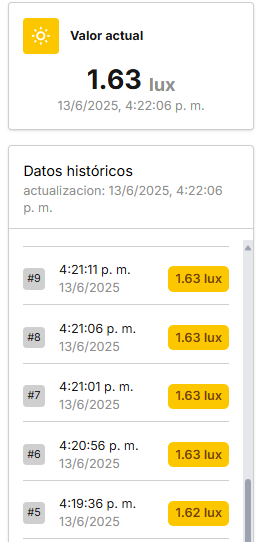 Valor actual
1.63 lux
13/6/2025, 4:22:06 p. m.
Datos históricos
actualizacion: 13/6/2025, 4:22:06
p. m.
#9 4:21:11 p. m. 1.63 lux
13/6/2025
#8 4:21:06 p. m. 1.63 lux
13/6/2025
#7 4:21:01 p. m. 1.63 lux
13/6/2025
#6 4:20:56 p. m. 1.63 lux
13/6/2025
#5 4:19:36 p. m. 1.62 lux
13/6/2025